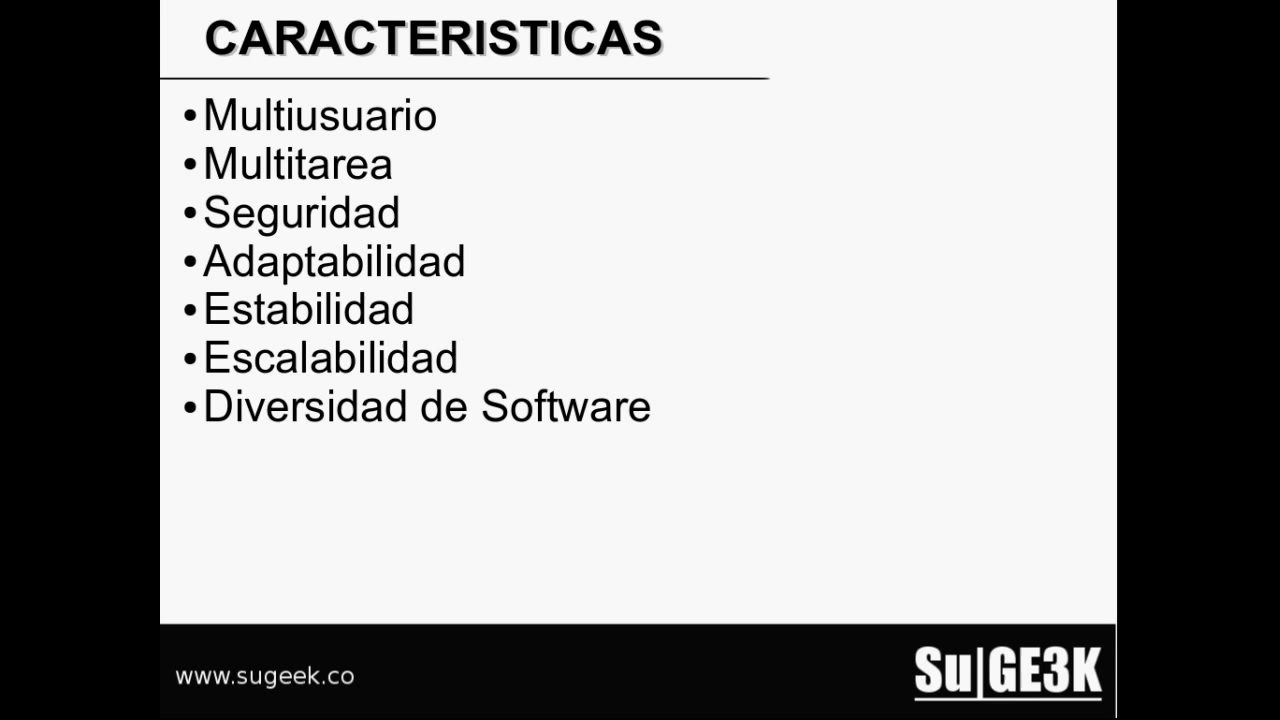 CARACTERISTICAS
•Multiusuario
•Multitarea
•Seguridad
•Adaptabilidad
•Estabilidad
•Escalabilidad
•Diversidad de Software
www.sugeek.co
Su|GE3K